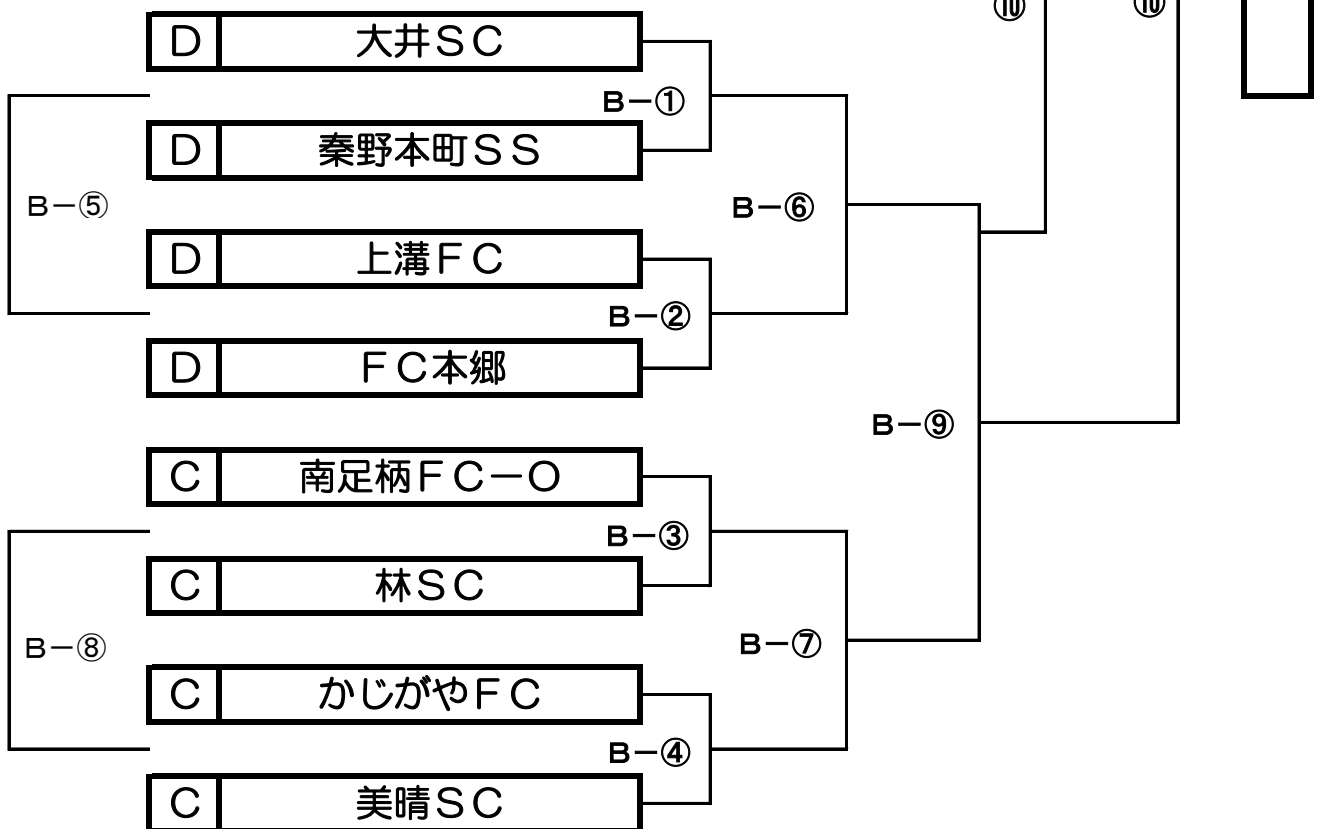 ⑩ ⑩
D 大井SC
B-①
D 秦野本町SS
B-⑤
B-⑥
D 上溝FC
B-②
D FC本郷
B-⑨
C 南足柄FC-O
B-③
C 林SC
B-⑧
B-⑦
C かじがやFC
B-④
C 美晴SC